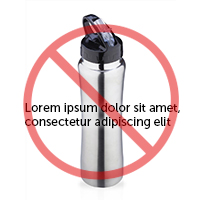 Lorem ipsum dolor sit amet,
consectetur adipiscing elit